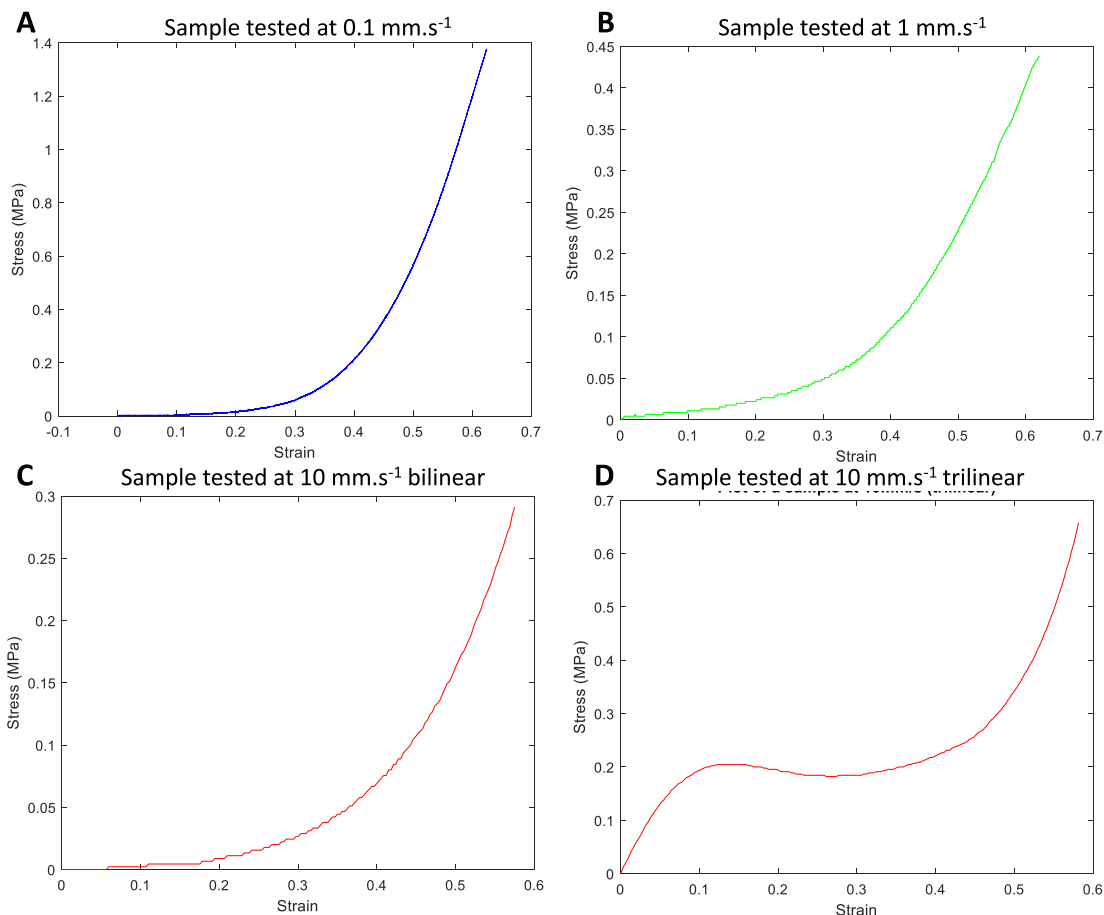 A
Sample tested at 0.1 mm.s⁻¹
1.4
1.2
1
0.8
0.6
0.4
0.2
0
Stress (MPa)
-0.1 0 0.1 0.2 0.3 0.4 0.5 0.6 0.7
Strain
B
Sample tested at 1 mm.s⁻¹
0.45
0.4
0.35
0.3
0.25
0.2
0.15
0.1
0.05
0
Stress (MPa)
0 0.1 0.2 0.3 0.4 0.5 0.6 0.7
Strain
C
Sample tested at 10 mm.s⁻¹ bilinear
0.3
0.25
0.2
0.15
0.1
0.05
0
Stress (MPa)
0 0.1 0.2 0.3 0.4 0.5 0.6
Strain
D
Sample tested at 10 mm.s⁻¹ trilinear
0.7
0.6
0.5
0.4
0.3
0.2
0.1
0
Stress (MPa)
0 0.1 0.2 0.3 0.4 0.5 0.6
Strain